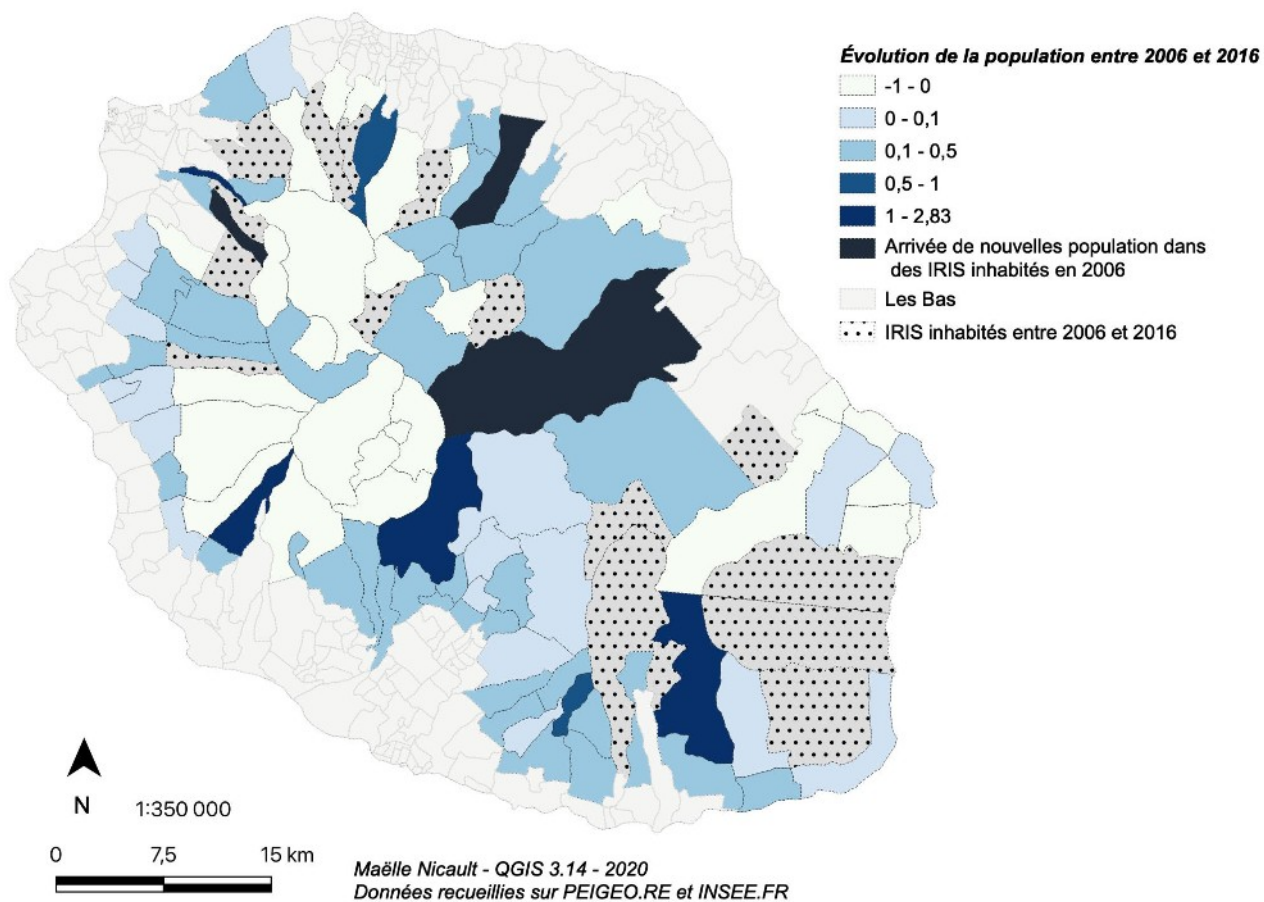 Évolution de la population entre 2006 et 2016
-1 - 0
0 - 0,1
0,1 - 0,5
0,5 - 1
1 - 2,83
Arrivée de nouvelles population dans
des IRIS inhabités en 2006
Les Bas
IRIS inhabités entre 2006 et 2016
N
1:350 000
0 7,5 15 km
Maëlle Nicault - QGIS 3.14 - 2020
Données recueillies sur PEIGEO.RE et INSEE.FR